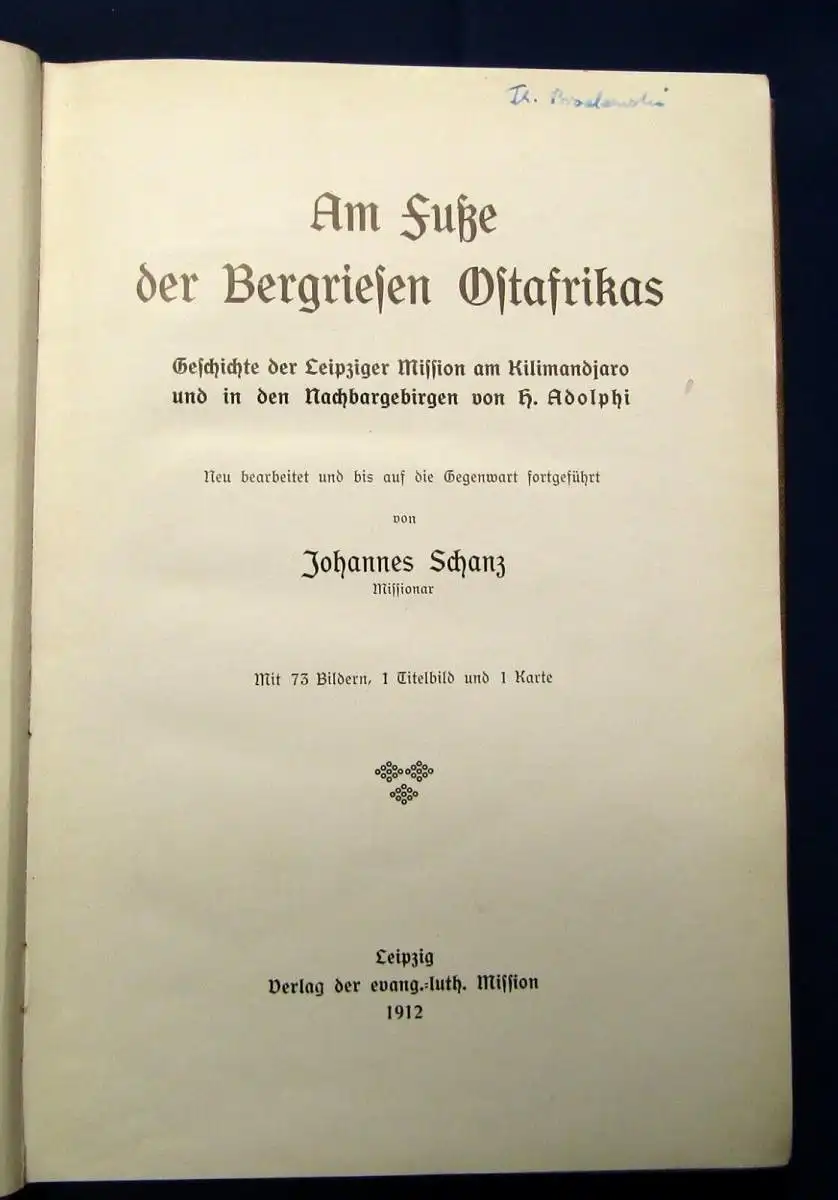 Am Fuße
der Bergrieſen Oſtafrikas
Geſchichte der Leipziger Miſſion am Kilimandjaro
und in den Nachbargebirgen von H. Adolphi
Neu bearbeitet und bis auf die Gegenwart fortgeführt
von
Johannes Schanz
Miſſionar
Mit 73 Bildern, 1 Titelbild und 1 Karte
Leipzig
Verlag der evang.-luth. Miſſion
1912